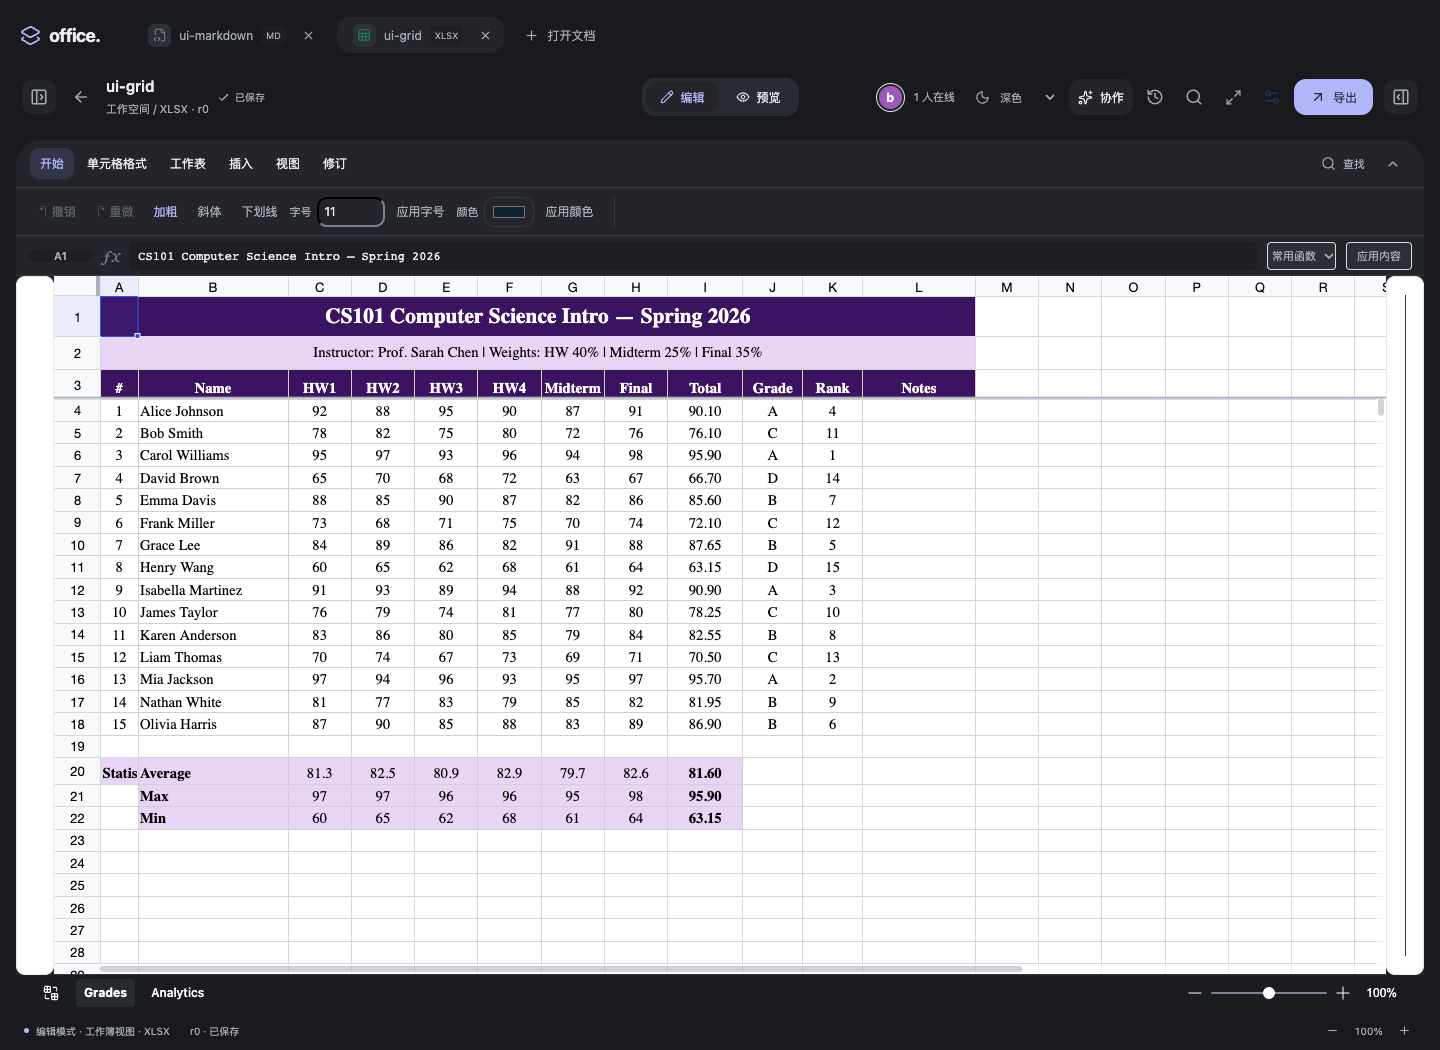 office.
ui-markdown MD
ui-grid XLSX
打开文档
ui-grid
工作空间 / XLSX · r0
已保存
编辑
预览
b
1 人在线
深色
协作
导出
开始 单元格格式 工作表 插入 视图 修订
查找
撤销 重做 加粗 斜体 下划线 字号 11 应用字号 颜色 应用颜色
A1 fx CS101 Computer Science Intro — Spring 2026
常用函数 应用内容
A B C D E F G H I J K L M N O P Q R
1 CS101 Computer Science Intro — Spring 2026
2 Instructor: Prof. Sarah Chen | Weights: HW 40% | Midterm 25% | Final 35%
3 # Name HW1 HW2 HW3 HW4 Midterm Final Total Grade Rank Notes
4 1 Alice Johnson 92 88 95 90 87 91 90.10 A 4
5 2 Bob Smith 78 82 75 80 72 76 76.10 C 11
6 3 Carol Williams 95 97 93 96 94 98 95.90 A 1
7 4 David Brown 65 70 68 72 63 67 66.70 D 14
8 5 Emma Davis 88 85 90 87 82 86 85.60 B 7
9 6 Frank Miller 73 68 71 75 70 74 72.10 C 12
10 7 Grace Lee 84 89 86 82 91 88 87.65 B 5
11 8 Henry Wang 60 65 62 68 61 64 63.15 D 15
12 9 Isabella Martinez 91 93 89 94 88 92 90.90 A 3
13 10 James Taylor 76 79 74 81 77 80 78.25 C 10
14 11 Karen Anderson 83 86 80 85 79 84 82.55 B 8
15 12 Liam Thomas 70 74 67 73 69 71 70.50 C 13
16 13 Mia Jackson 97 94 96 93 95 97 95.70 A 2
17 14 Nathan White 81 77 83 79 85 82 81.95 B 9
18 15 Olivia Harris 87 90 85 88 83 89 86.90 B 6
19
20 Statis Average 81.3 82.5 80.9 82.9 79.7 82.6 81.60
21 Max 97 97 96 96 95 98 95.90
22 Min 60 65 62 68 61 64 63.15
23
24
25
26
27
28
Grades Analytics
100%
编辑模式 · 工作簿视图 · XLSX r0 · 已保存
100%